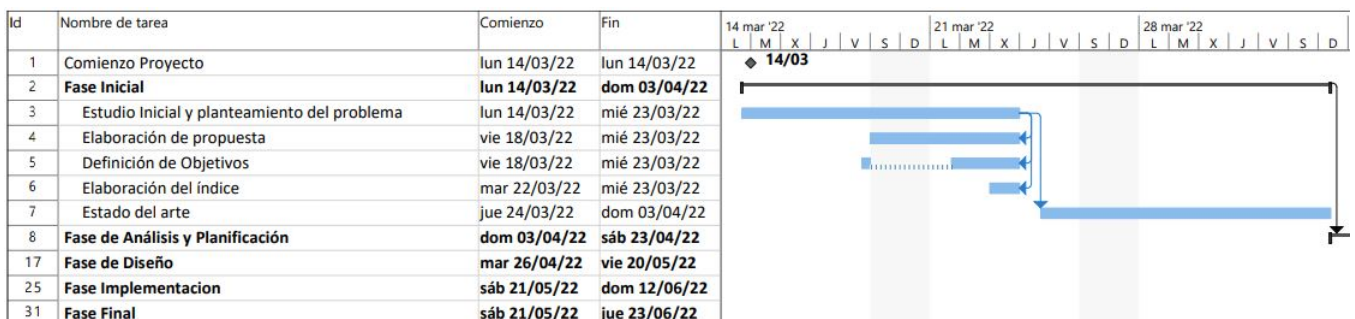 Id Nombre de tarea Comienzo Fin 14 mar '22 21 mar '22 28 mar '22
L M X J V S D L M X J V S D L M X J V S D
1 Comienzo Proyecto lun 14/03/22 lun 14/03/22 14/03
2 Fase Inicial lun 14/03/22 dom 03/04/22
3 Estudio Inicial y planteamiento del problema lun 14/03/22 mié 23/03/22
4 Elaboración de propuesta vie 18/03/22 mié 23/03/22
5 Definición de Objetivos vie 18/03/22 mié 23/03/22
6 Elaboración del índice mar 22/03/22 mié 23/03/22
7 Estado del arte jue 24/03/22 dom 03/04/22
8 Fase de Análisis y Planificación dom 03/04/22 sáb 23/04/22
17 Fase de Diseño mar 26/04/22 vie 20/05/22
25 Fase Implementacion sáb 21/05/22 dom 12/06/22
31 Fase Final sáb 21/05/22 jue 23/06/22